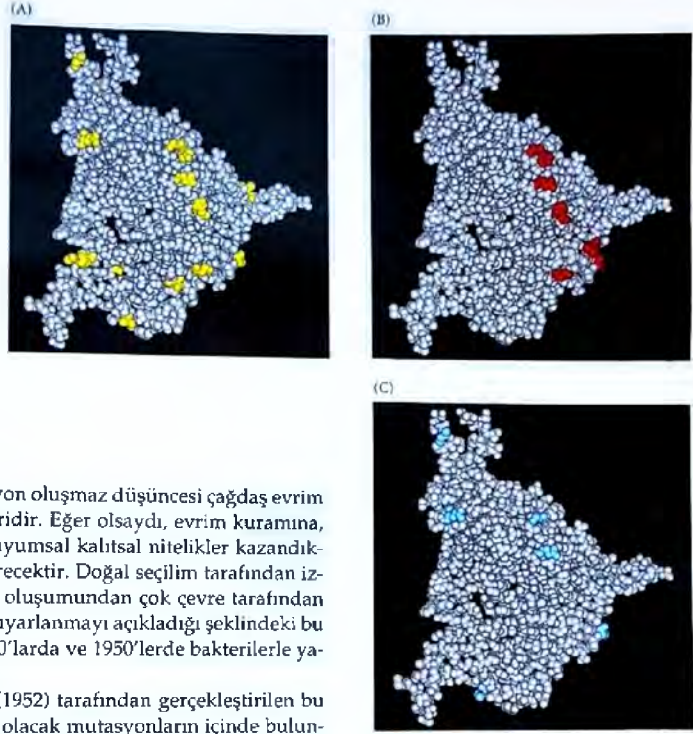 (A)
(B)
(C)
yon oluşmaz düşüncesi çağdaş evrim
ridir. Eğer olsaydı, evrim kuramına,
uyumsal kalıtsal nitelikler kazandık-
recektir. Doğal seçilim tarafından iz-
oluşumundan çok çevre tarafından
ıyarlanmayı açıkladığı şeklindeki bu
0'larda ve 1950'lerde bakterilerle ya-
(1952) tarafından gerçekleştirilen bu
olacak mutasyonların içinde bulun-